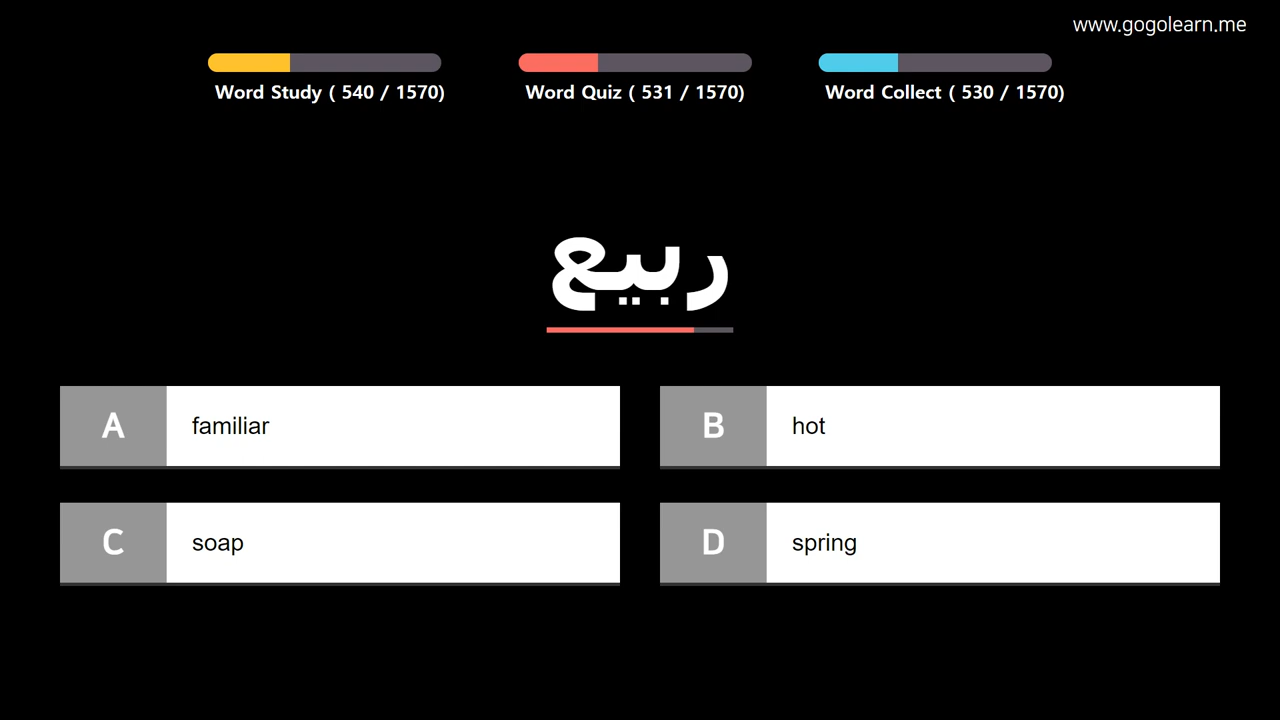 www.gogolearn.me
Word Study ( 540 / 1570)
Word Quiz ( 531 / 1570)
Word Collect ( 530 / 1570)
ربيع
A familiar
B hot
C soap
D spring